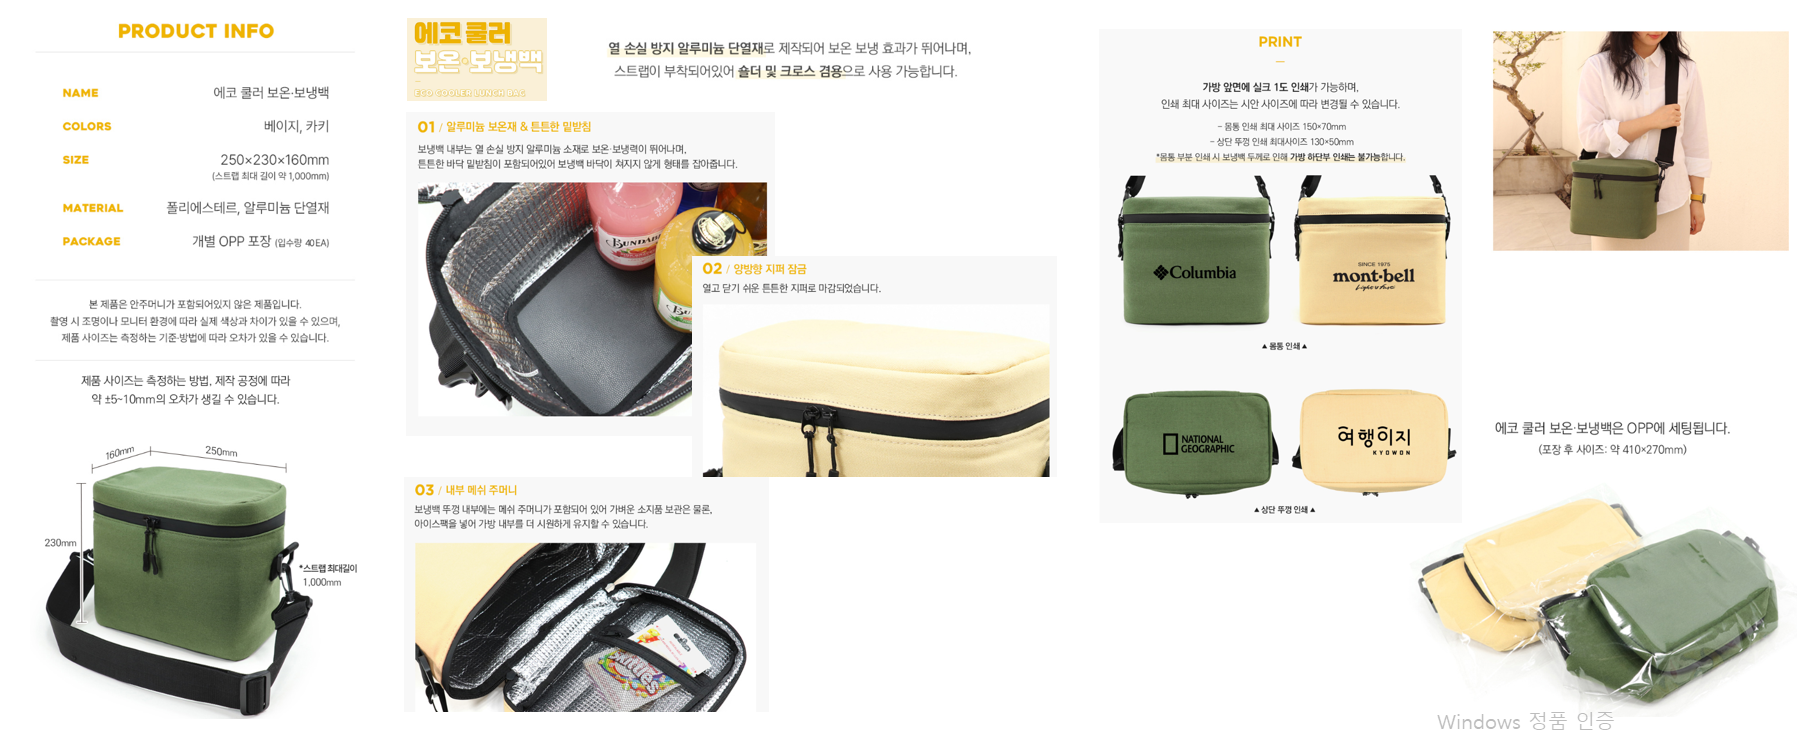 PRODUCT INFO
NAME 에코 쿨러 보온·보냉백
COLORS 베이지, 카키
SIZE 250×230×160mm
(스트랩 최대 길이 약 1,000mm)
MATERIAL 폴리에스테르, 알루미늄 단열재
PACKAGE 개별 OPP 포장 (입수량 40EA)
본 제품은 안주머니가 포함되어있지 않은 제품입니다.
촬영 시 조명이나 모니터 환경에 따라 실제 색상과 차이가 있을 수 있으며,
제품 사이즈는 측정하는 기준·방법에 따라 오차가 있을 수 있습니다.
제품 사이즈는 측정하는 방법, 제작 공정에 따라
약 ±5~10mm의 오차가 생길 수 있습니다.
160mm
250mm
230mm
*스트랩 최대길이
1,000mm
에코 쿨러
보온·보냉백
ECO COOLER LUNCH BAG
열 손실 방지 알루미늄 단열재로 제작되어 보온 보냉 효과가 뛰어나며,
스트랩이 부착되어있어 숄더 및 크로스 겸용으로 사용 가능합니다.
01 / 알루미늄 보온재 & 튼튼한 밑받침
보냉백 내부는 열 손실 방지 알루미늄 소재로 보온·보냉력이 뛰어나며,
튼튼한 바닥 밑받침이 포함되어있어 보냉백 바닥이 쳐지지 않게 형태를 잡아줍니다.
BUNDABERG
02 / 양방향 지퍼 잠금
열고 닫기 쉬운 튼튼한 지퍼로 마감되었습니다.
03 / 내부 메쉬 주머니
보냉백 뚜껑 내부에는 메쉬 주머니가 포함되어 있어 가벼운 소지품 보관은 물론,
아이스팩을 넣어 가방 내부를 더 시원하게 유지할 수 있습니다.
PRINT
가방 앞면에 실크 1도 인쇄가 가능하며,
인쇄 최대 사이즈는 시안 사이즈에 따라 변경될 수 있습니다.
- 몸통 인쇄 최대 사이즈 150×70mm
- 상단 뚜껑 인쇄 최대사이즈 130×50mm
*몸통 부분 인쇄 시 보냉백 두께로 인해 가방 하단부 인쇄는 불가능합니다.
Columbia
SINCE 1975
mont·bell
Light & Fast
▲ 몸통 인쇄 ▲
NATIONAL
GEOGRAPHIC
여행이지
KYOWON
▲ 상단 뚜껑 인쇄 ▲
에코 쿨러 보온·보냉백은 OPP에 세팅됩니다.
(포장 후 사이즈: 약 410×270mm)
Windows 정품 인증